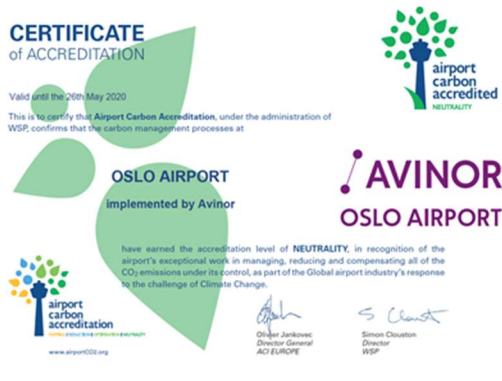 CERTIFICATE
of ACCREDITATION
airport
carbon
accredited
NEUTRALITY
Valid until the 26th May 2020
This is to certify that Airport Carbon Accreditation, under the administration of
WSP, confirms that the carbon management processes at
AVINOR
OSLO AIRPORT
OSLO AIRPORT
implemented by Avinor
have earned the accreditation level of NEUTRALITY, in recognition of the
airport's exceptional work in managing, reducing and compensating all of the
CO2 emissions under its control, as part of the Global airport industry's response
to the challenge of Climate Change.
airport
carbon
accreditation
www.airportCO2.org
Olivier Jankovec
Director General
ACI EUROPE
S Clouston
Simon Clouston
Director
WSP